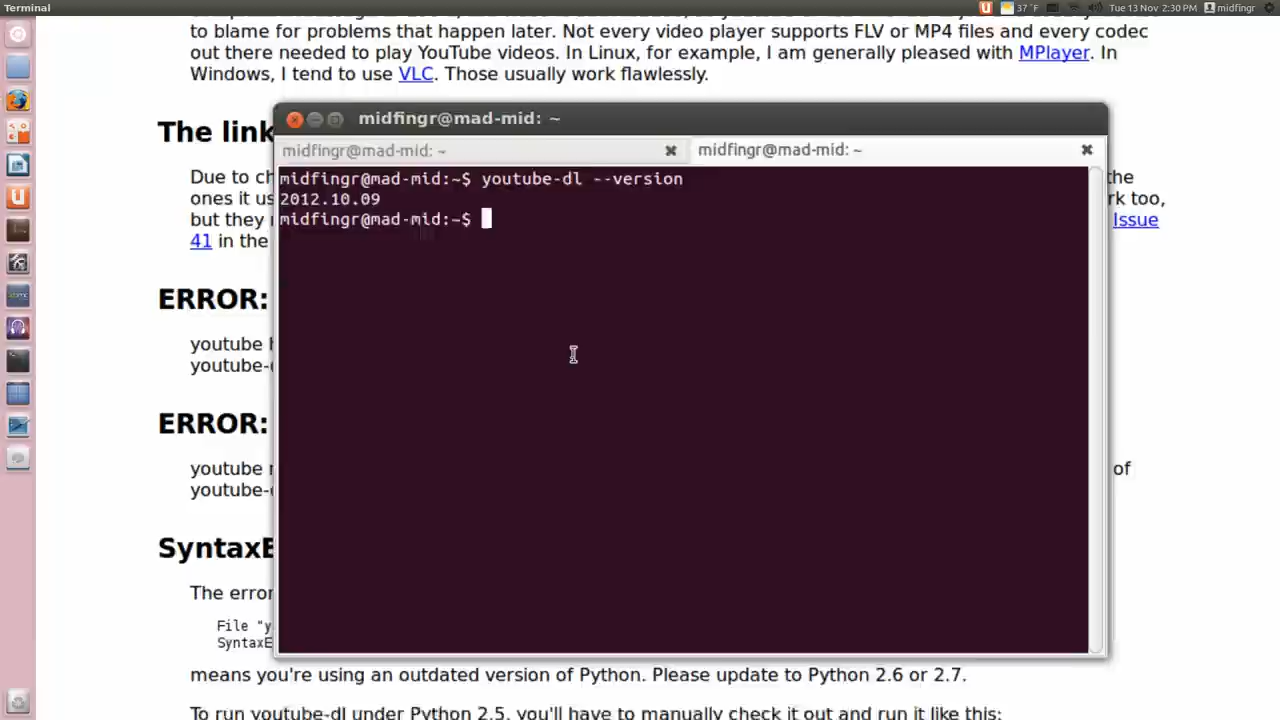 Terminal
37 °F
Tue 13 Nov 2:30 PM
midfingr
to blame for problems that happen later. Not every video player supports FLV or MP4 files and every codec
out there needed to play YouTube videos. In Linux, for example, I am generally pleased with MPlayer. In
Windows, I tend to use VLC. Those usually work flawlessly.
midfingr@mad-mid: ~
The link
midfingr@mad-mid: ~
midfingr@mad-mid: ~
Due to ch
the
midfingr@mad-mid:~$ youtube-dl --version
ones it us
rk too,
2012.10.09
but they
Issue
midfingr@mad-mid:~$
41 in the
ERROR:
youtube
youtube-
ERROR:
youtube
of
youtube-
SyntaxE
The error
File "y
SyntaxE
means you're using an outdated version of Python. Please update to Python 2.6 or 2.7.
To run youtube-dl under Python 2.5, you'll have to manually check it out and run it like this: